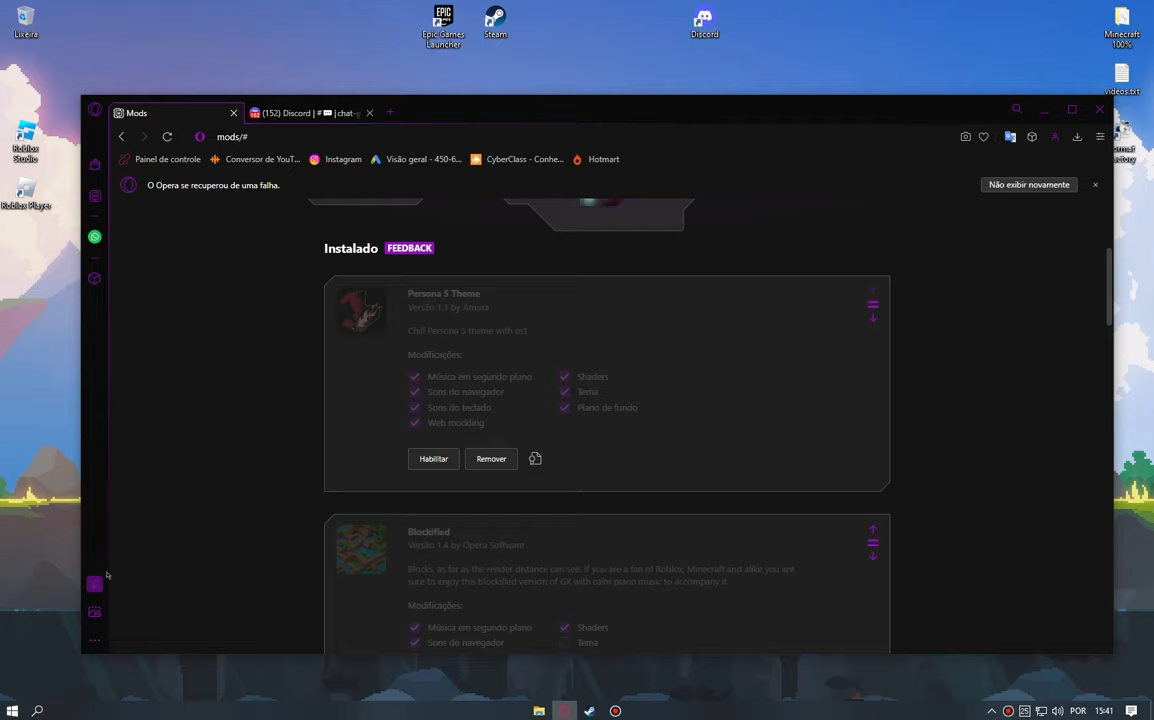 Lixeira
EPIC
GAMES
Epic Games
Launcher
Steam
Discord
Minecraft
100%
videos.txt
Roblox
Studio
Roblox Player
Mods
(152) Discord | #
| chat-g
mods/#
Painel de controle
Conversor de YouT...
Instagram
Visão geral - 450-6...
CyberClass - Conhe...
Hotmart
O Opera se recuperou de uma falha.
Não exibir novamente
Instalado
FEEDBACK
Persona 5 Theme
Versão 1.1 by Amura
Chill Persona 5 theme with ost
Modificações:
Música em segundo plano
Shaders
Sons do navegador
Tema
Sons do teclado
Plano de fundo
Web modding
Habilitar
Remover
Blockified
Versão 1.4 by Opera Software
Blocks, as far as the render distance can see. If you are a fan of Roblox, Minecraft and alike you are
sure to enjoy this blockified version of GX with calm piano music to accompany it.
Modificações:
Música em segundo plano
Shaders
Sons do navegador
Tema
25
POR
15:41